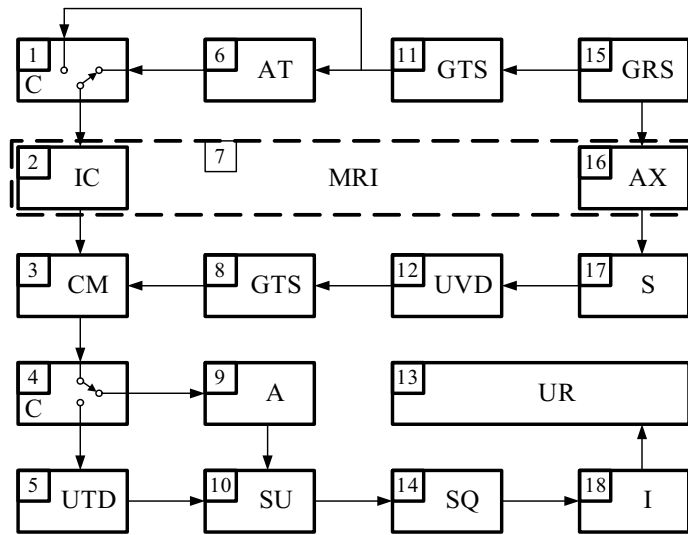 1 C 6 AT 11 GTS 15 GRS
2 IC 7 MRI 16 AX
3 CM 8 GTS 12 UVD 17 S
4 C 9 A 13 UR
5 UTD 10 SU 14 SQ 18 I